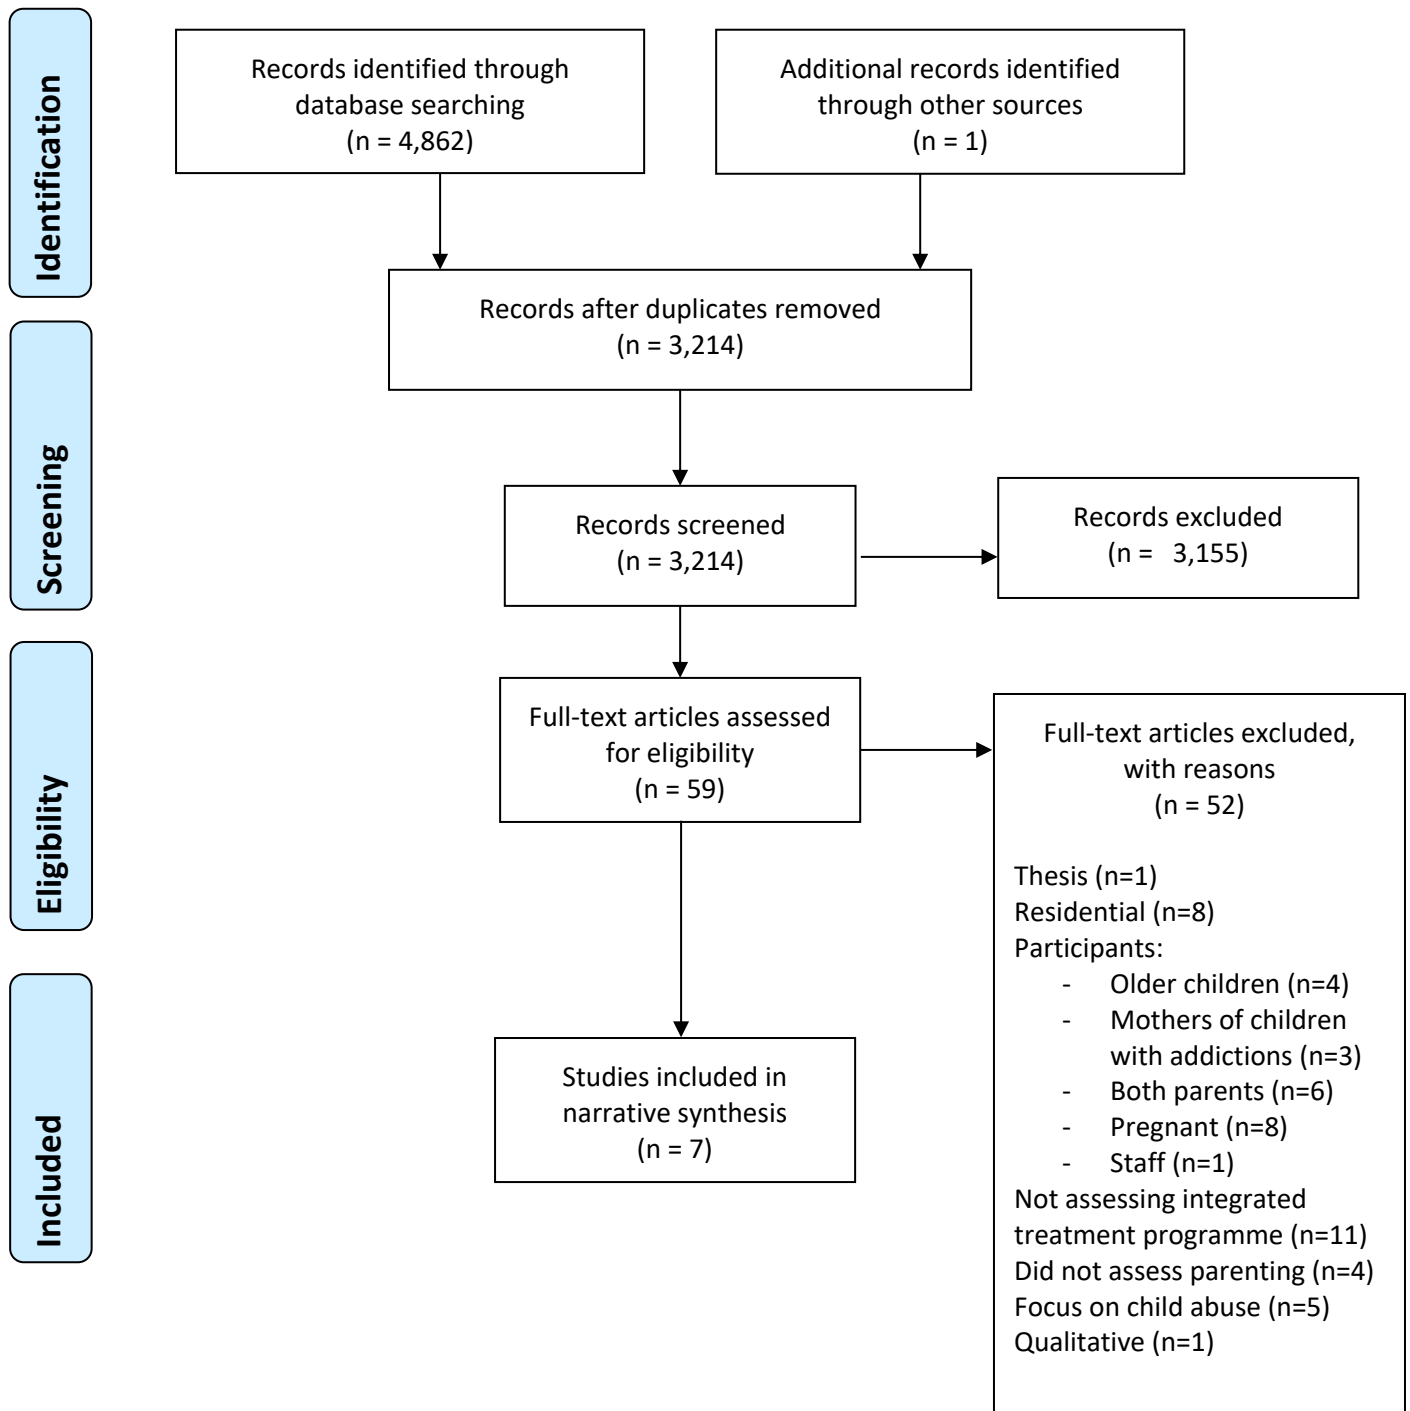 Identification
Records identified through
database searching
(n = 4,862)
Additional records identified
through other sources
(n = 1)
Records after duplicates removed
(n = 3,214)
Screening
Records screened
(n = 3,214)
Records excluded
(n =   3,155)
Eligibility
Full-text articles assessed
for eligibility
(n = 59)
Full-text articles excluded,
with reasons
(n = 52)
Thesis (n=1)
Residential (n=8)
Participants:
- Older children (n=4)
- Mothers of children
with addictions (n=3)
- Both parents (n=6)
- Pregnant (n=8)
- Staff (n=1)
Not assessing integrated
treatment programme (n=11)
Did not assess parenting (n=4)
Focus on child abuse (n=5)
Qualitative (n=1)
Included
Studies included in
narrative synthesis
(n = 7)